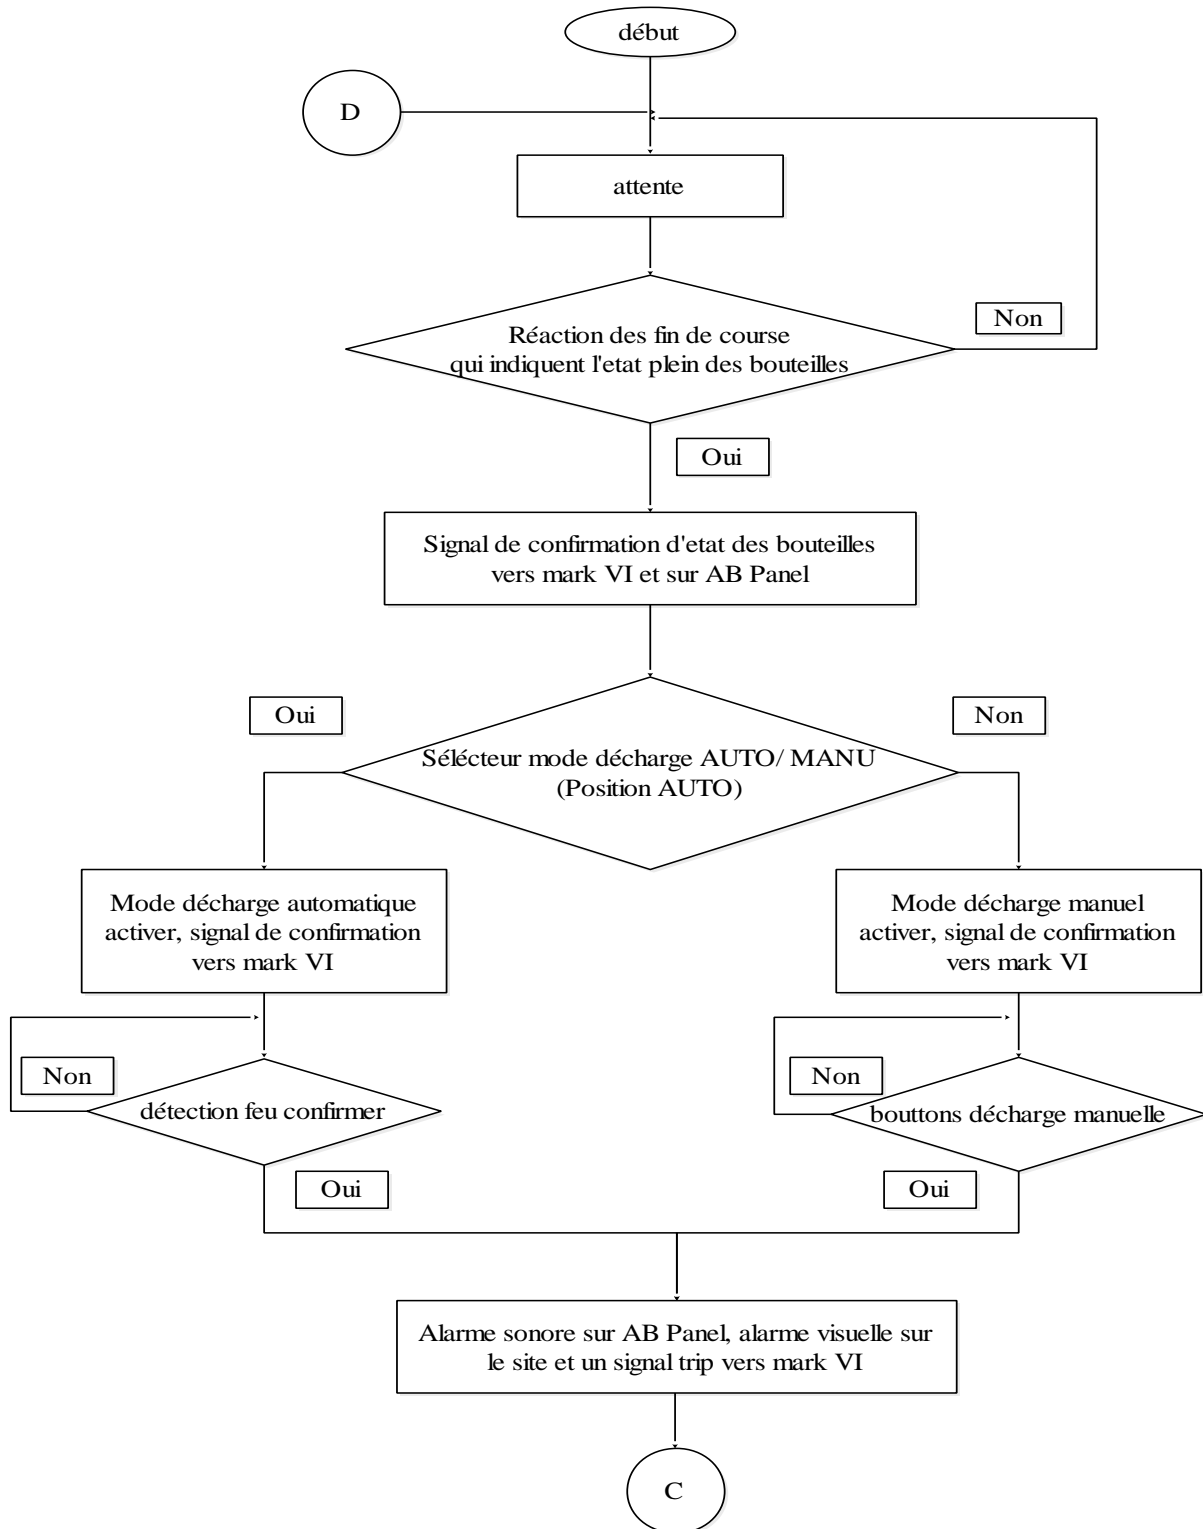 début
D
attente
Réaction des fin de course
qui indiquent l'etat plein des bouteilles
Non
Oui
Signal de confirmation d'etat des bouteilles
vers mark VI et sur AB Panel
Oui
Non
Sélécteur mode décharge AUTO/ MANU
(Position AUTO)
Mode décharge automatique
activer, signal de confirmation
vers mark VI
Mode décharge manuel
activer, signal de confirmation
vers mark VI
Non
détection feu confirmer
Non
bouttons décharge manuelle
Oui
Oui
Alarme sonore sur AB Panel, alarme visuelle sur
le site et un signal trip vers mark VI
C